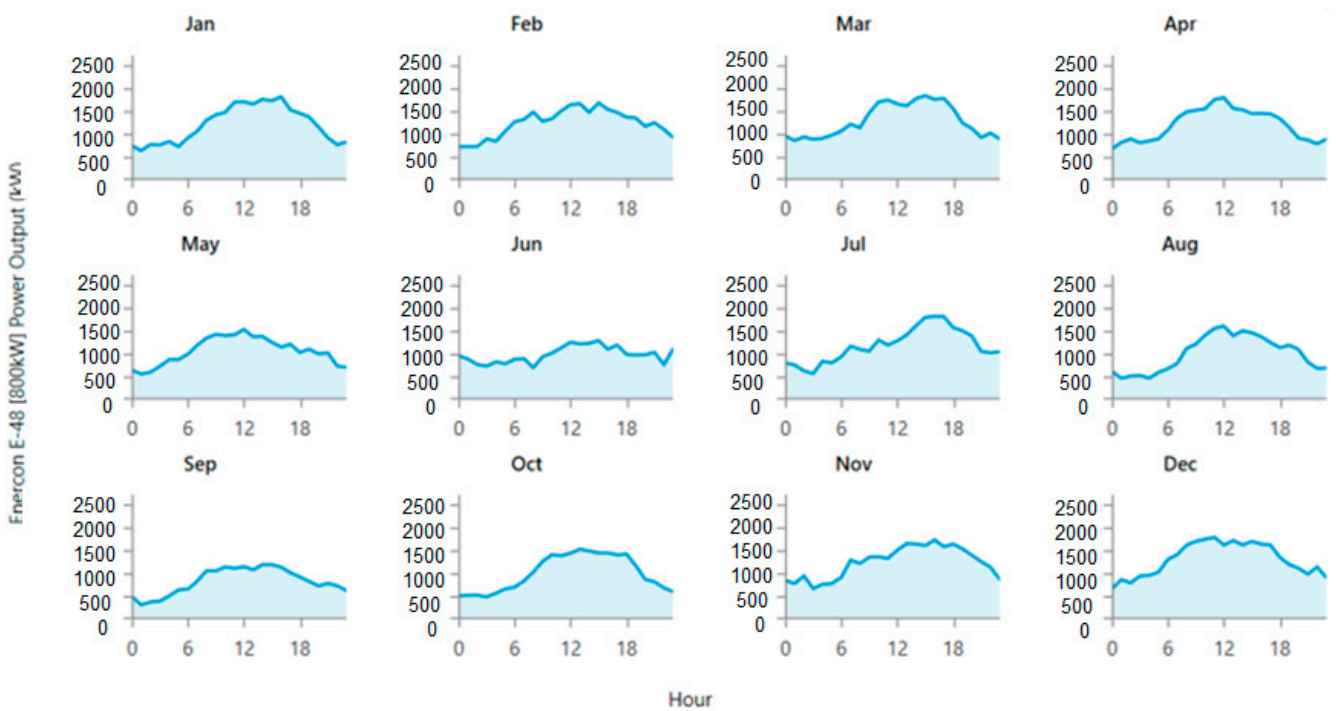 Jan Feb Mar Apr
2500 2500 2500 2500
2000 2000 2000 2000
1500 1500 1500 1500
1000 1000 1000 1000
500 500 500 500
0 0 0 0
0 6 12 18 0 6 12 18 0 6 12 18 0 6 12 18
May Jun Jul Aug
2500 2500 2500 2500
2000 2000 2000 2000
1500 1500 1500 1500
1000 1000 1000 1000
500 500 500 500
0 0 0 0
0 6 12 18 0 6 12 18 0 6 12 18 0 6 12 18
Sep Oct Nov Dec
2500 2500 2500 2500
2000 2000 2000 2000
1500 1500 1500 1500
1000 1000 1000 1000
500 500 500 500
0 0 0 0
0 6 12 18 0 6 12 18 0 6 12 18 0 6 12 18
Enercon E-48 [800kW] Power Output (kW)
Hour